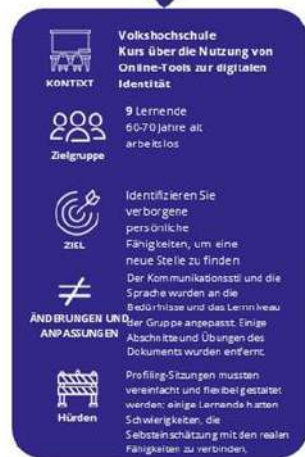 Volkshochschule
Kurs über die Nutzung von
Online-Tools zur digitalen
Identität
KONTEXT
9 Lernende
60-70 Jahre alt
arbeitslos
Zielgruppe
Identifizieren Sie
verborgene
persönliche
Fähigkeiten, um eine
neue Stelle zu finden
ZIEL
Der Kommunikationsstil und die
Sprache wurden an die
Bedürfnisse und das Lernniveau
der Gruppe angepasst. Einige
Abschnitte und Übungen des
Dokuments wurden entfernt.
ÄNDERUNGEN UND
ANPASSUNGEN
Profiling-Sitzungen mussten
vereinfacht und flexibel gestaltet
werden; einige Lernende hatten
Schwierigkeiten, die
Selbsteinschätzung mit den realen
Fähigkeiten zu verbinden,
Hürden